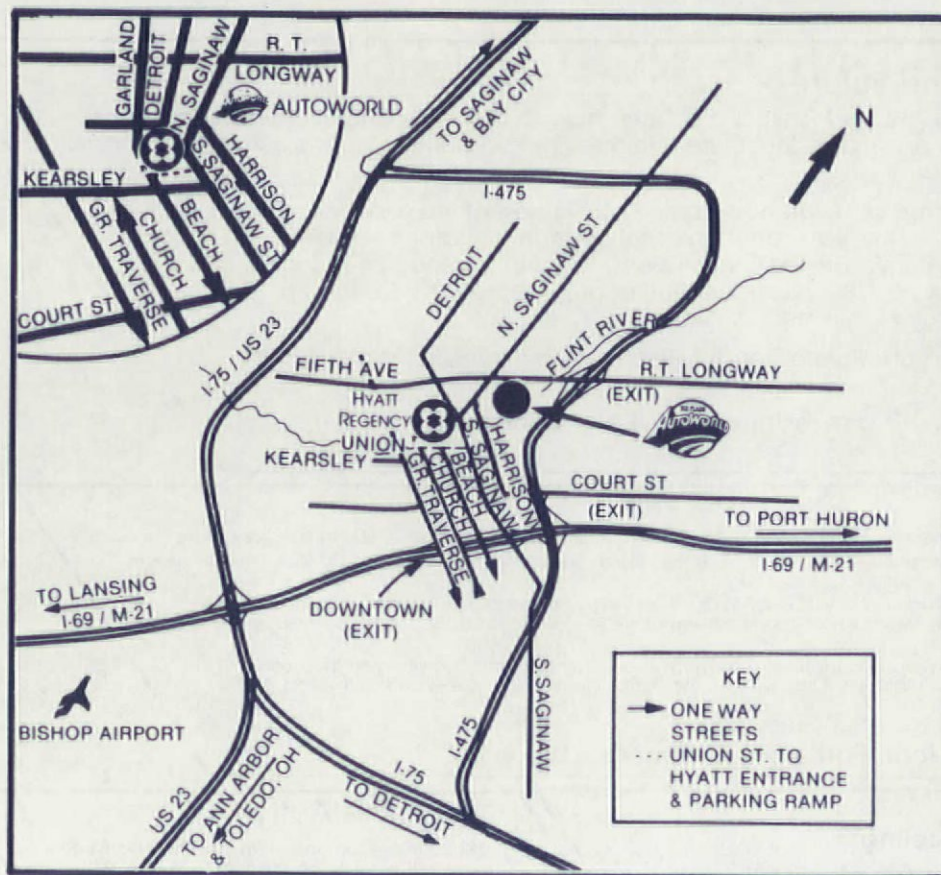 GARLAND
DETROIT
N. SAGINAW
R. T.
LONGWAY
AUTOWORLD
HARRISON
S. SAGINAW ST
KEARSLEY
BEACH
CHURCH
GR. TRAVERSE
COURT ST
TO SAGINAW
& BAY CITY
N
I-475
DETROIT
N. SAGINAW ST.
FLINT RIVER
I-75 / US 23
FIFTH AVE
R.T. LONGWAY
(EXIT)
HYATT
REGENCY
UNION
KEARSLEY
AUTOWORLD
GR. TRAVERSE
CHURCH
BEACH
S. SAGINAW
HARRISON
COURT ST
(EXIT)
TO PORT HURON
I-69 / M-21
TO LANSING
I-69 / M-21
DOWNTOWN
(EXIT)
BISHOP AIRPORT
S. SAGINAW
I-475
US 23
TO ANN ARBOR
& TOLEDO, OH
I-75
TO DETROIT
KEY
ONE WAY
STREETS
UNION ST. TO
HYATT ENTRANCE
& PARKING RAMP